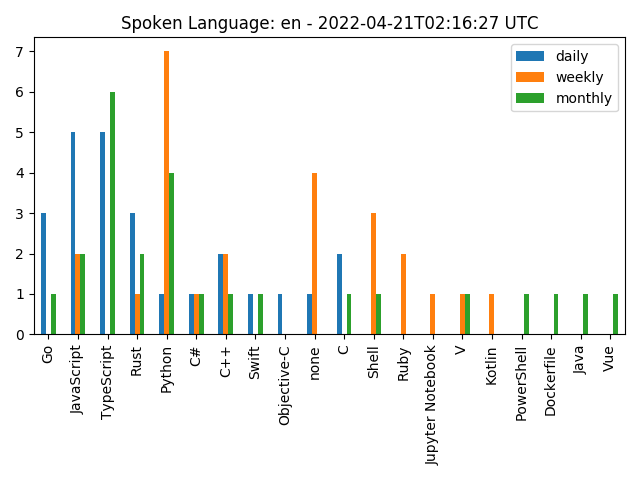 Spoken Language: en - 2022-04-21T02:16:27 UTC
daily
weekly
monthly
7
6
5
4
3
2
1
0
Go
JavaScript
TypeScript
Rust
Python
C#
C++
Swift
Objective-C
none
C
Shell
Ruby
Jupyter Notebook
V
Kotlin
PowerShell
Dockerfile
Java
Vue